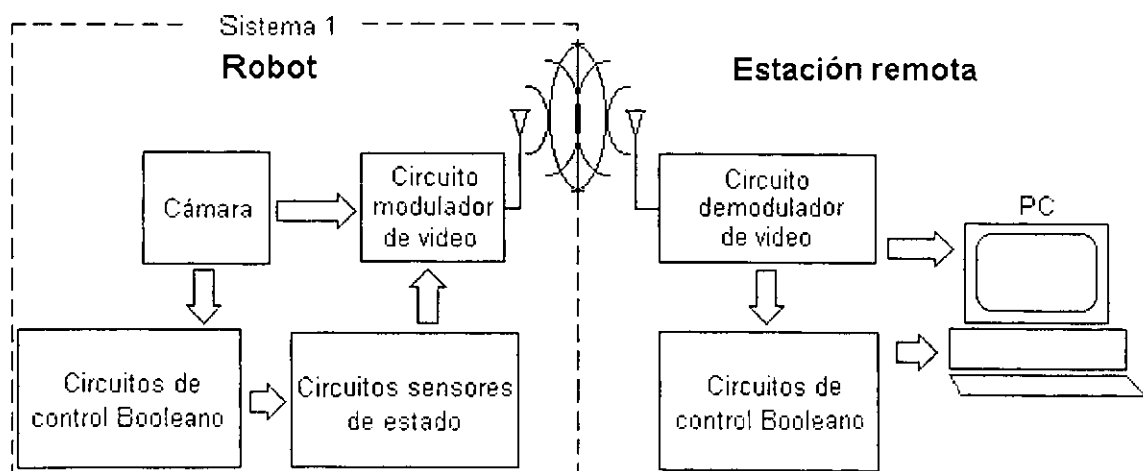 Sistema 1
Robot
Estación remota
Cámara
Circuito
modulador
de video
Circuito
demodulador
de video
PC
Circuitos de
control Booleano
Circuitos sensores
de estado
Circuitos de
control Booleano